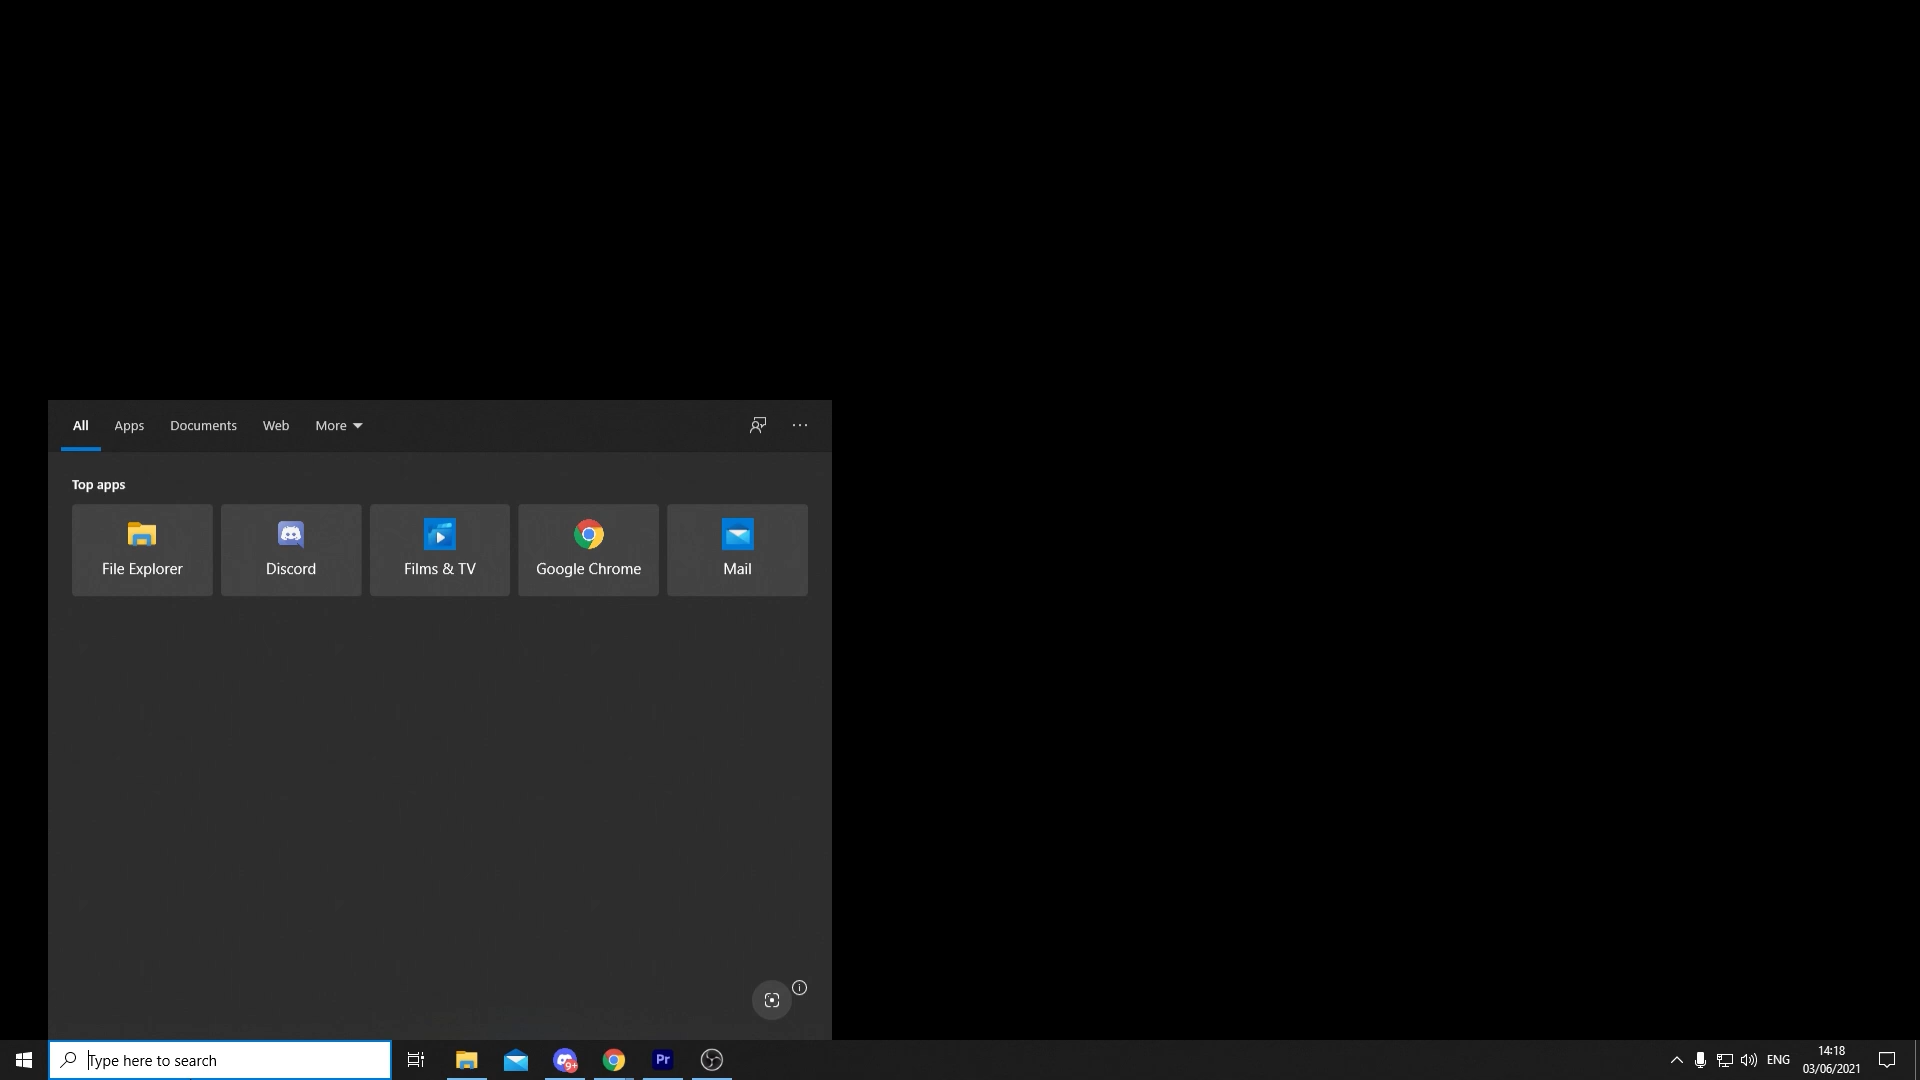 All Apps Documents Web More
Top apps
File Explorer Discord Films & TV Google Chrome Mail
Type here to search
9+
Pr
ENG
14:18
03/06/2021